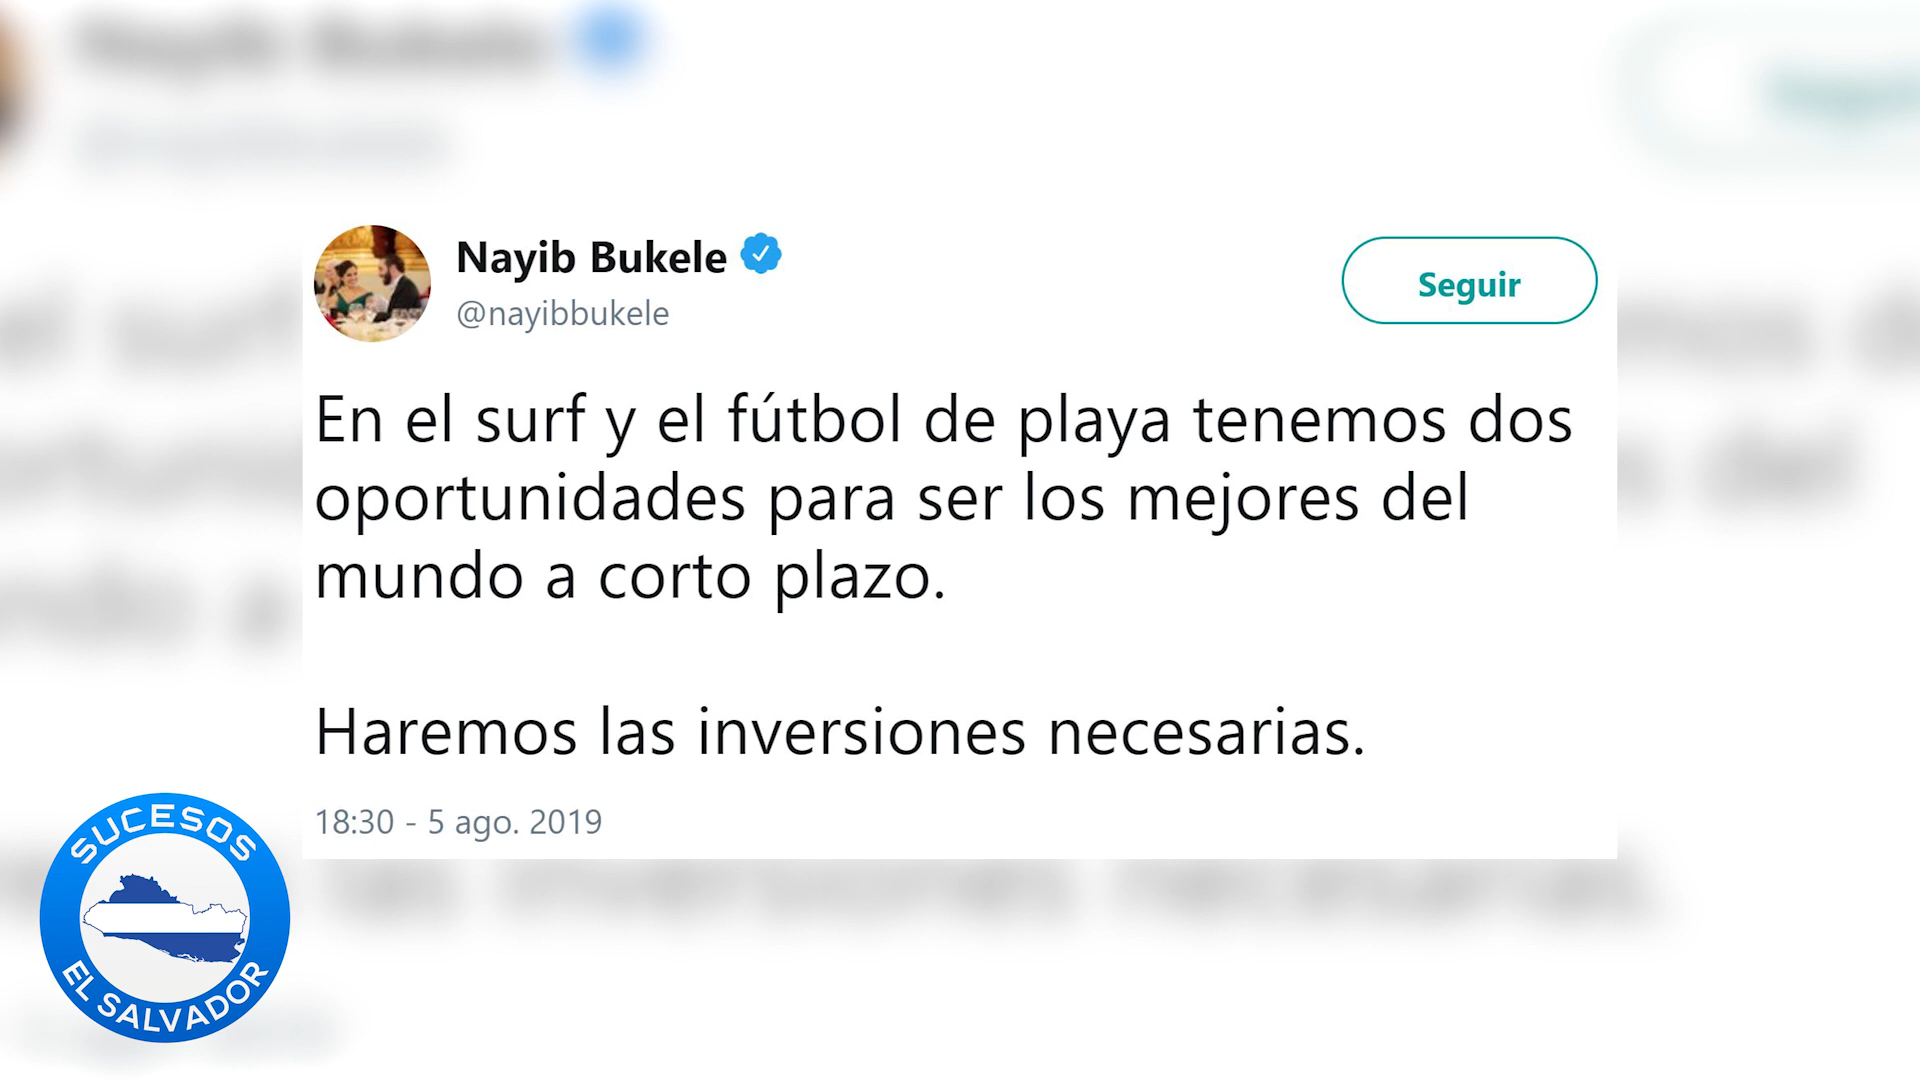 Nayib Bukele
@nayibbukele
Seguir
En el surf y el fútbol de playa tenemos dos
oportunidades para ser los mejores del
mundo a corto plazo.
Haremos las inversiones necesarias.
18:30 - 5 ago. 2019
SUCESOS
EL SALVADOR